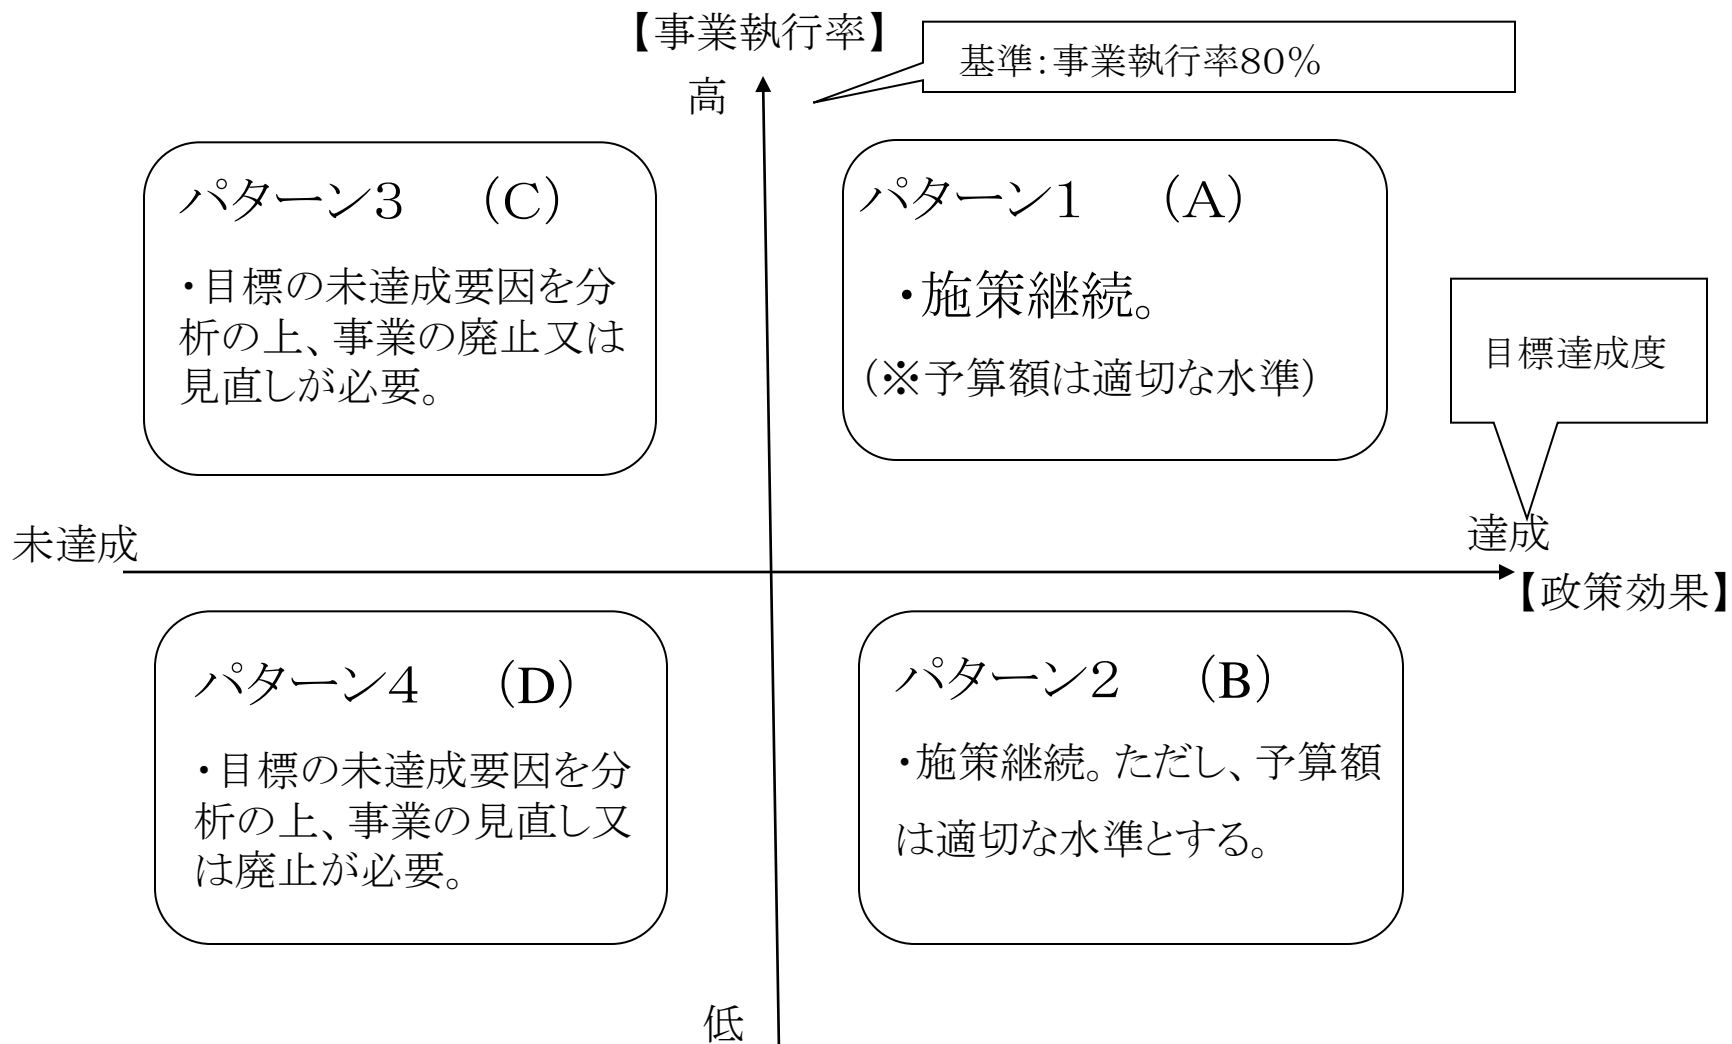 【事業執行率】
基準：事業執行率80％
高
パターン3　（C）
・目標の未達成要因を分
析の上、事業の廃止又は
見直しが必要。
パターン1　（A）
・施策継続。
（※予算額は適切な水準）
目標達成度
未達成
達成
【政策効果】
パターン4　（D）
・目標の未達成要因を分
析の上、事業の見直し又
は廃止が必要。
パターン2　（B）
・施策継続。ただし、予算額
は適切な水準とする。
低